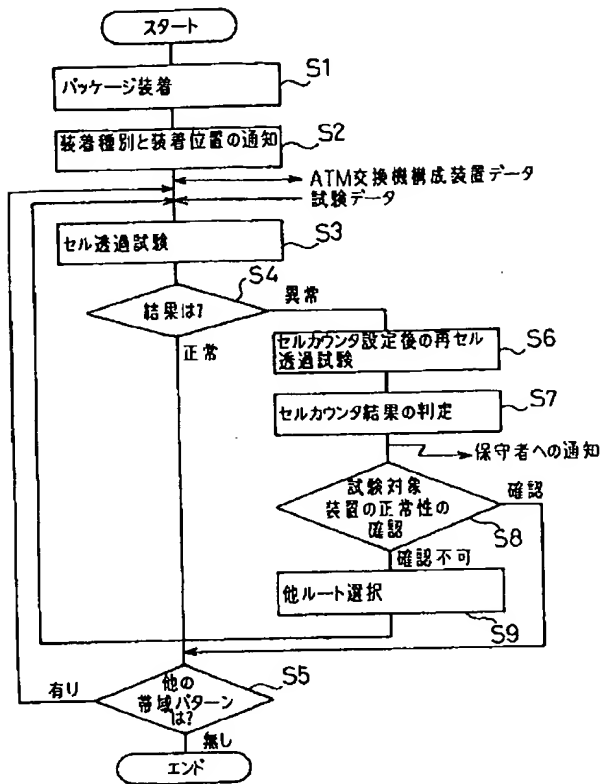 スタート
パッケージ装着
S1
装着種別と装着位置の通知
S2
ATM交換機構成装置データ
試験データ
セル透過試験
S3
結果は?
S4
異常
正常
セルカウンタ設定後の再セル
透過試験
S6
セルカウンタ結果の判定
S7
保守者への通知
試験対象
装置の正常性の
確認
確認
S8
確認不可
他ルート選択
S9
他の
帯域パターン
は?
S5
有り
無し
エンド